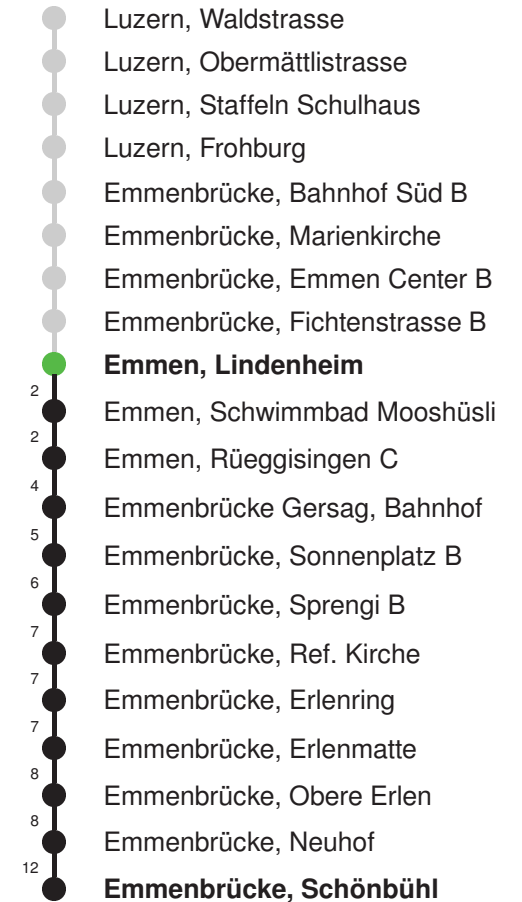 Luzern, Waldstrasse
Luzern, Obermättlistrasse
Luzern, Staffeln Schulhaus
Luzern, Frohburg
Emmenbrücke, Bahnhof Süd B
Emmenbrücke, Marienkirche
Emmenbrücke, Emmen Center B
Emmenbrücke, Fichtenstrasse B
Emmen, Lindenheim
2
Emmen, Schwimmbad Mooshüsli
2
Emmen, Rüeggisingen C
4
Emmenbrücke Gersag, Bahnhof
5
Emmenbrücke, Sonnenplatz B
6
Emmenbrücke, Sprengi B
7
Emmenbrücke, Ref. Kirche
7
Emmenbrücke, Erlenring
7
Emmenbrücke, Erlenmatte
8
Emmenbrücke, Obere Erlen
8
Emmenbrücke, Neuhof
12
Emmenbrücke, Schönbühl